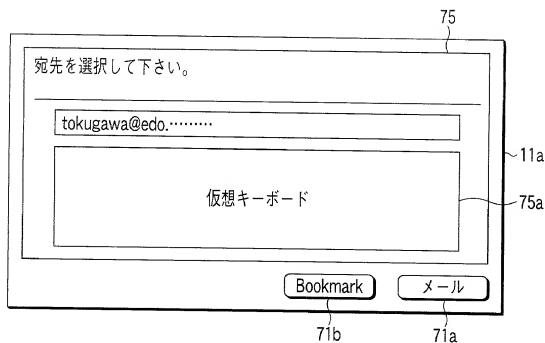 75
宛先を選択して下さい。
tokugawa@edo.………
11a
仮想キーボード
75a
Bookmark
メール
71b
71a